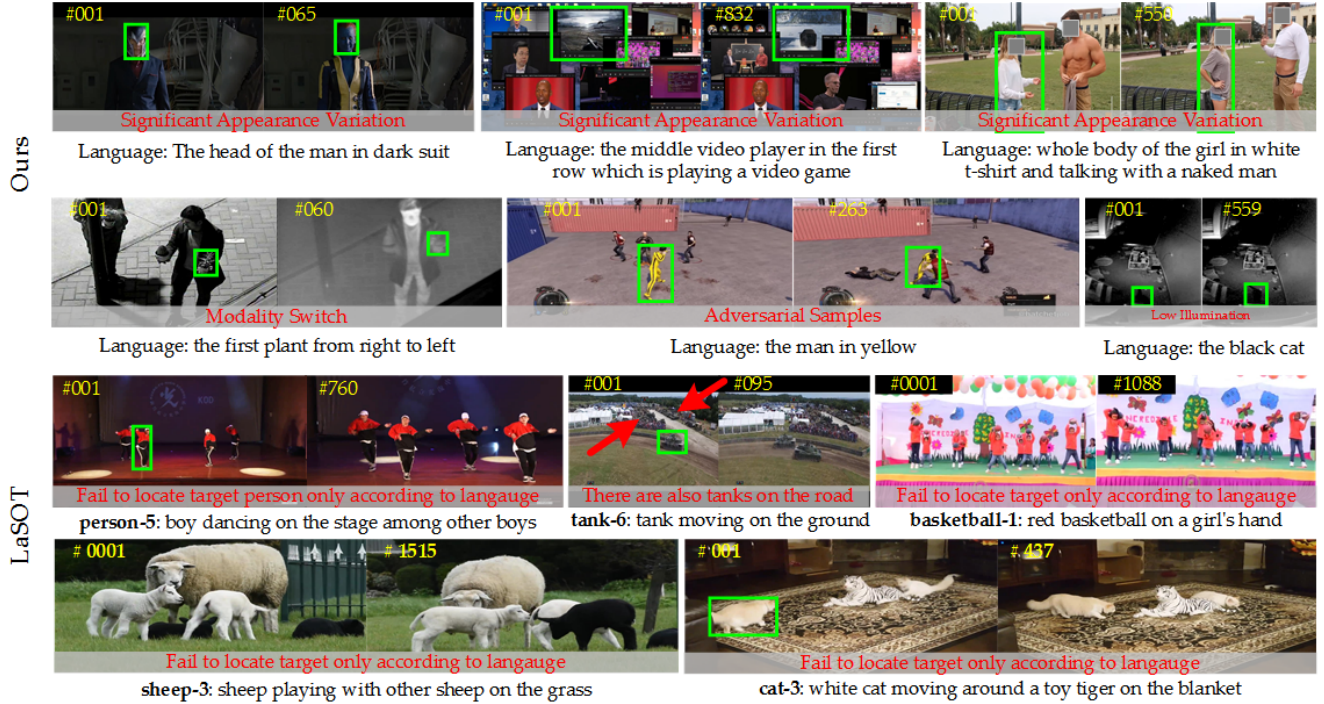 Ours
#001
#065
Significant Appearance Variation
Language: The head of the man in dark suit
#001
#832
Significant Appearance Variation
Language: the middle video player in the first
row which is playing a video game
#001
#550
Significant Appearance Variation
Language: whole body of the girl in white
t-shirt and talking with a naked man
#001
#060
Modality Switch
Language: the first plant from right to left
#001
#263
Adversarial Samples
Language: the man in yellow
#001
#559
Low Illumination
Language: the black cat
LaSOT
#001
#760
KOD
Fail to locate target person only according to langauge
person-5: boy dancing on the stage among other boys
#001
#095
There are also tanks on the road
tank-6: tank moving on the ground
#0001
#1088
Fail to locate target only according to langauge
basketball-1: red basketball on a girl's hand
# 0001
# 1515
Fail to locate target only according to langauge
sheep-3: sheep playing with other sheep on the grass
# 001
# 437
Fail to locate target only according to langauge
cat-3: white cat moving around a toy tiger on the blanket